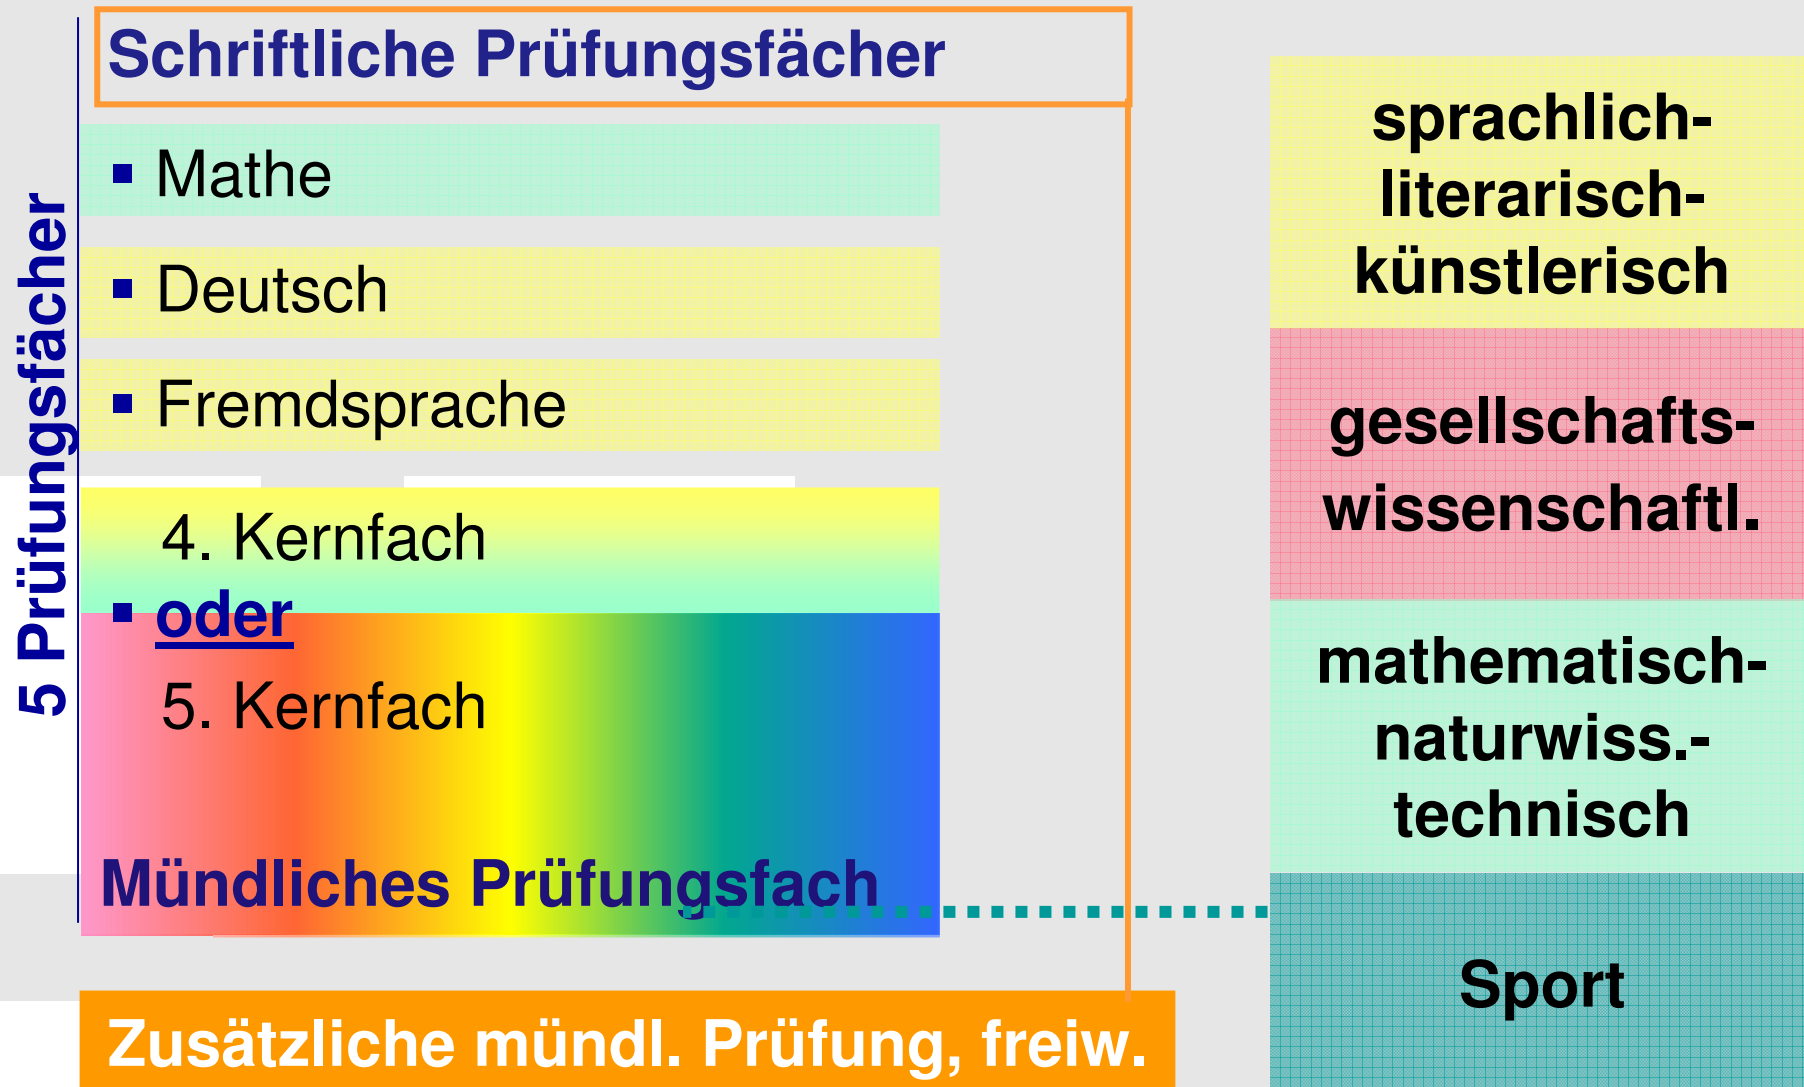 5 Prüfungsfächer
Schriftliche Prüfungsfächer
▪ Mathe
▪ Deutsch
▪ Fremdsprache
4. Kernfach
▪ oder
5. Kernfach
Mündliches Prüfungsfach
Zusätzliche mündl. Prüfung, freiw.
sprachlich-
literarisch-
künstlerisch
gesellschafts-
wissenschaftl.
mathematisch-
naturwiss.-
technisch
Sport